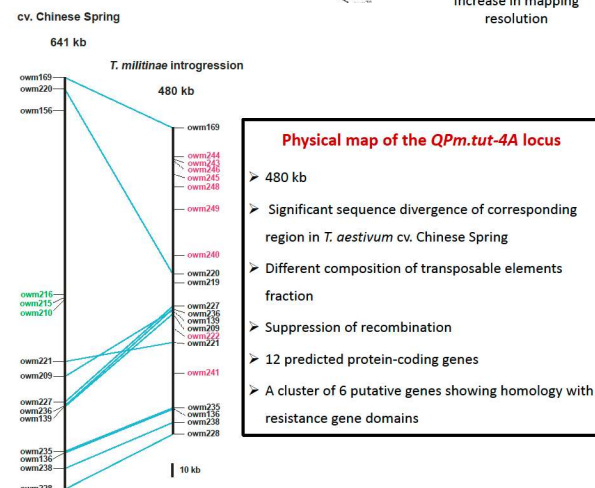 increase in mapping
resolution
cv. Chinese Spring
641 kb
T. militinae introgression
480 kb
owm169
owm220
owm156
owm216
owm215
owm210
owm221
owm209
owm227
owm236
owm139
owm235
owm136
owm238
owm228
owm169
owm244
owm243
owm246
owm245
owm248
owm249
owm240
owm220
owm219
owm227
owm236
owm139
owm209
owm222
owm221
owm241
owm235
owm136
owm238
owm228
10 kb
Physical map of the QPm.tut-4A locus
➢ 480 kb
➢ Significant sequence divergence of corresponding
region in T. aestivum cv. Chinese Spring
➢ Different composition of transposable elements
fraction
➢ Suppression of recombination
➢ 12 predicted protein-coding genes
➢ A cluster of 6 putative genes showing homology with
resistance gene domains